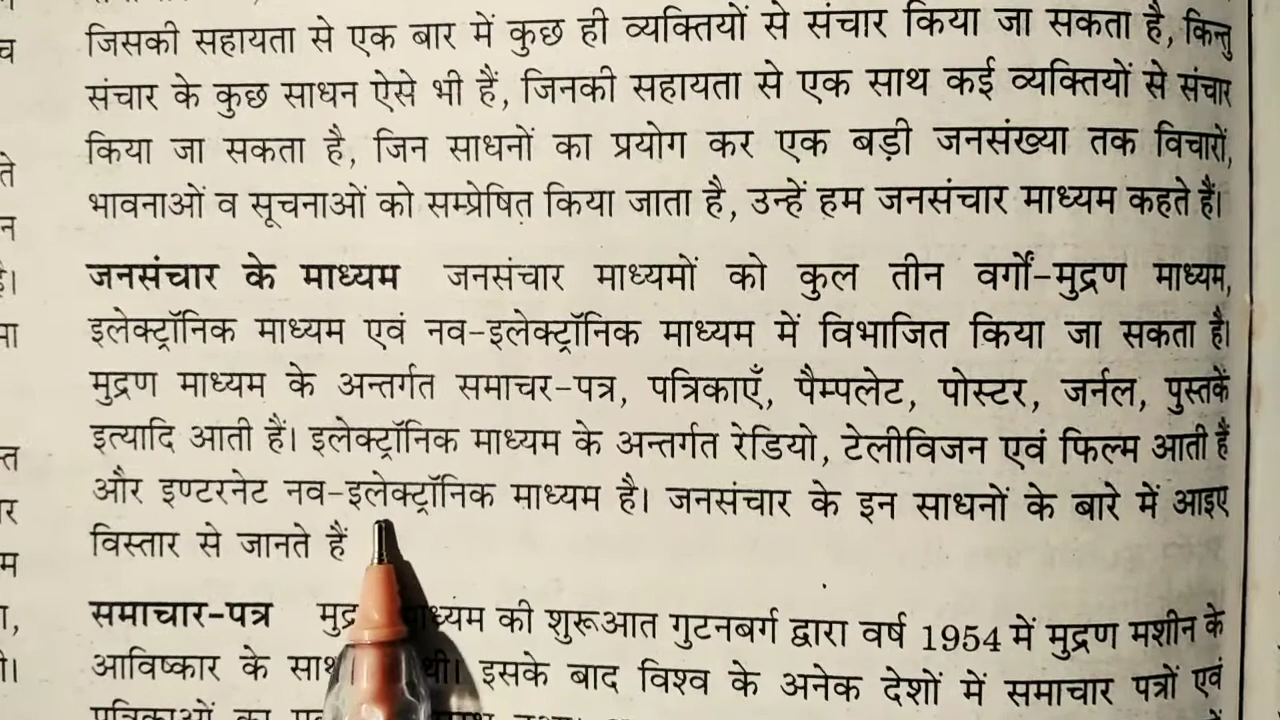 जिसकी सहायता से एक बार में कुछ ही व्यक्तियों से संचार किया जा सकता है, किन्तु
संचार के कुछ साधन ऐसे भी हैं, जिनकी सहायता से एक साथ कई व्यक्तियों से संचार
किया जा सकता है, जिन साधनों का प्रयोग कर एक बड़ी जनसंख्या तक विचारों,
भावनाओं व सूचनाओं को सम्प्रेषित किया जाता है, उन्हें हम जनसंचार माध्यम कहते हैं।
जनसंचार के माध्यम जनसंचार माध्यमों को कुल तीन वर्गों-मुद्रण माध्यम,
इलेक्ट्रॉनिक माध्यम एवं नव-इलेक्ट्रॉनिक माध्यम में विभाजित किया जा सकता है।
मुद्रण माध्यम के अन्तर्गत समाचर-पत्र, पत्रिकाएँ, पैम्पलेट, पोस्टर, जर्नल, पुस्तकें
इत्यादि आती हैं। इलेक्ट्रॉनिक माध्यम के अन्तर्गत रेडियो, टेलीविजन एवं फिल्म आती हैं
और इण्टरनेट नव-इलेक्ट्रॉनिक माध्यम है। जनसंचार के इन साधनों के बारे में आइए
विस्तार से जानते हैं
समाचार-पत्र की शुरूआत गुटनबर्ग द्वारा वर्ष 1954 में मुद्रण मशीन के
आविष्कार के इसके बाद विश्व के अनेक देशों में समाचार पत्रों एवं